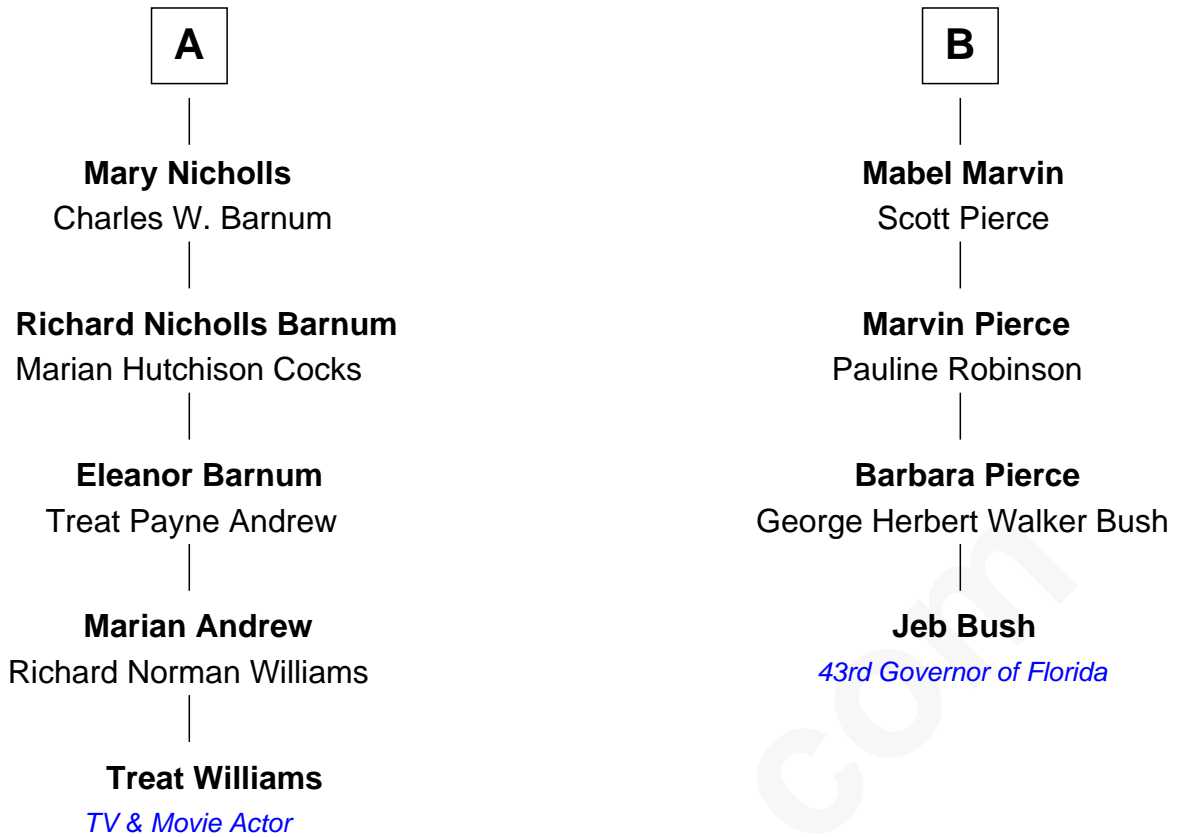 A
Mary Nicholls
Charles W. Barnum
Richard Nicholls Barnum
Marian Hutchison Cocks
Eleanor Barnum
Treat Payne Andrew
Marian Andrew
Richard Norman Williams
Treat Williams
TV & Movie Actor
B
Mabel Marvin
Scott Pierce
Marvin Pierce
Pauline Robinson
Barbara Pierce
George Herbert Walker Bush
Jeb Bush
43rd Governor of Florida
com